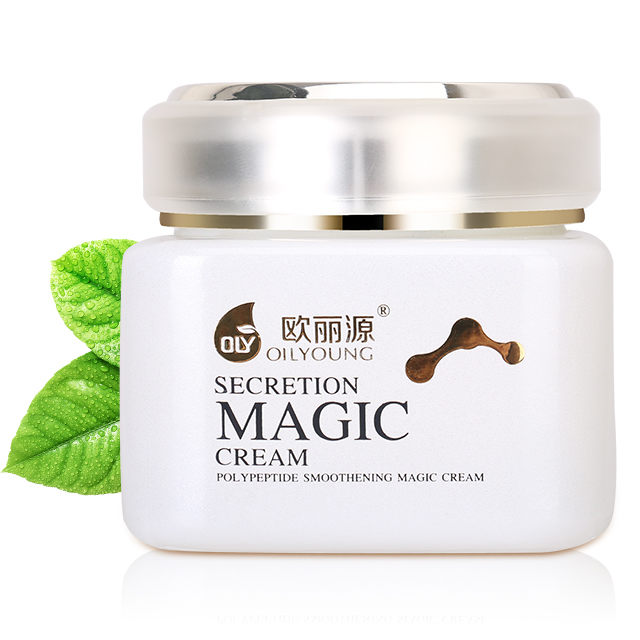 OLY
欧丽源®
OILYOUNG
SECRETION
MAGIC
CREAM
POLYPEPTIDE SMOOTHENING MAGIC CREAM